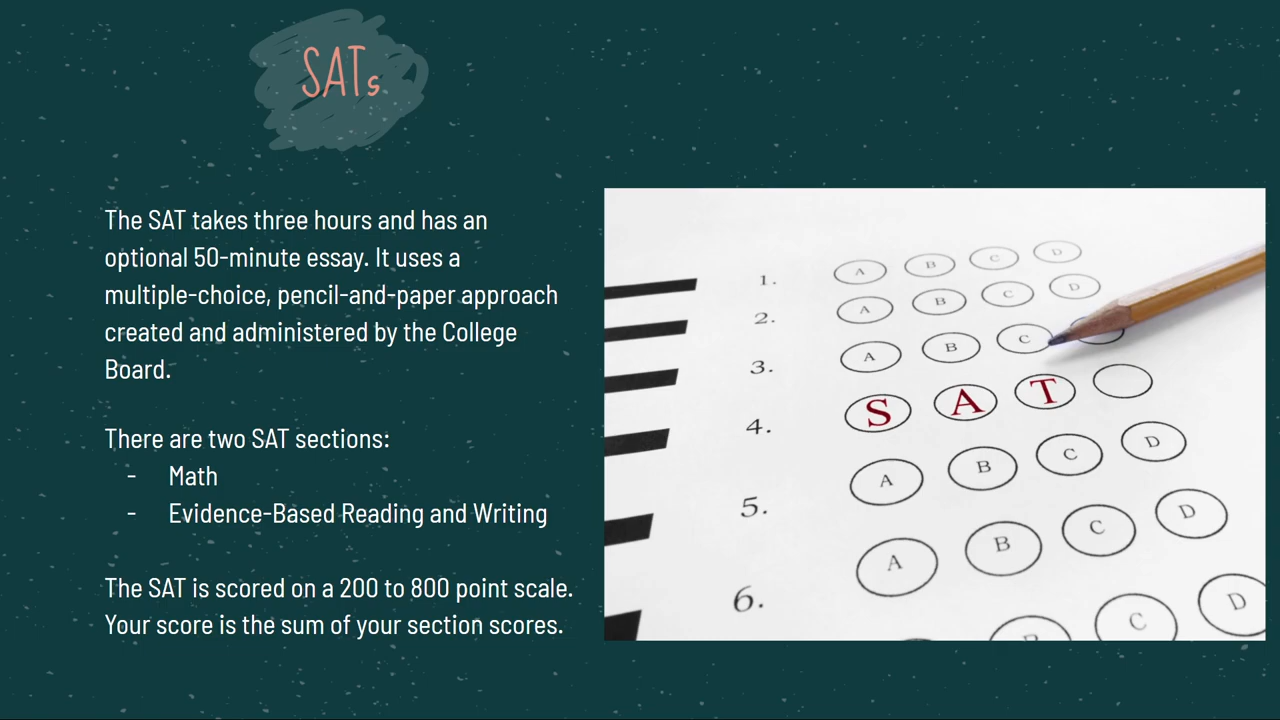 SATs
The SAT takes three hours and has an
optional 50-minute essay. It uses a
multiple-choice, pencil-and-paper approach
created and administered by the College
Board.
There are two SAT sections:
- Math
- Evidence-Based Reading and Writing
The SAT is scored on a 200 to 800 point scale.
Your score is the sum of your section scores.
1. A B C D
2. A B C D
3. A B C
4. S A T
5. A B C D
6. A B C D
B C D